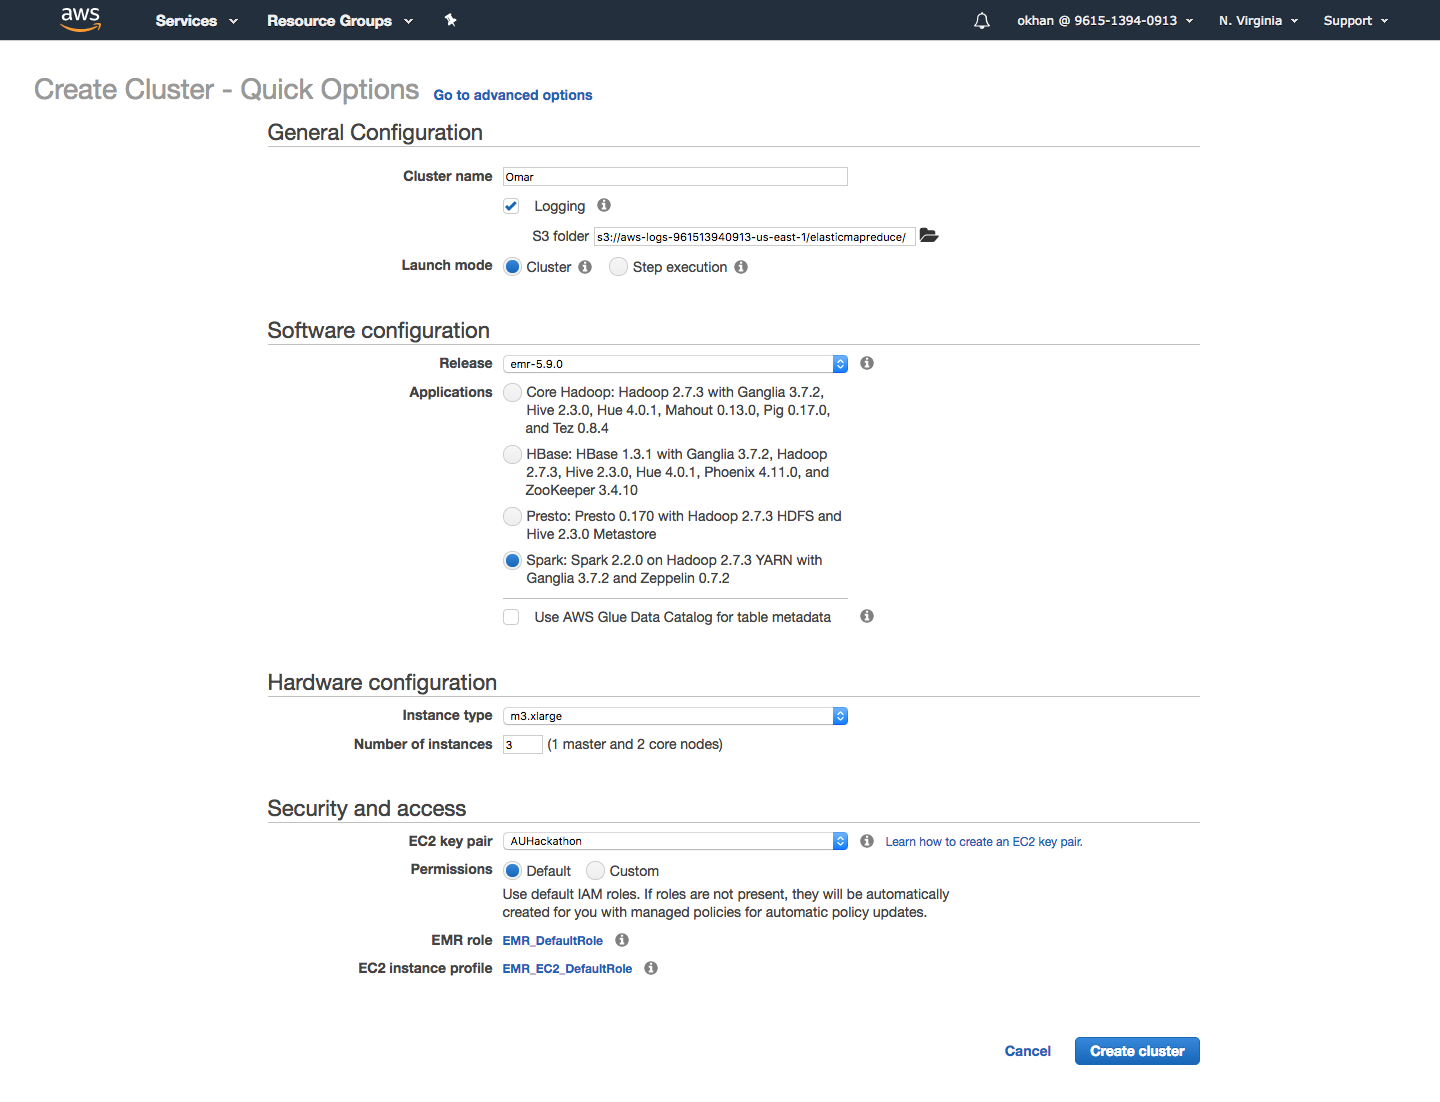 aws Services Resource Groups okhan @ 9615-1394-0913 N. Virginia Support
Create Cluster - Quick Options Go to advanced options
General Configuration
Cluster name Omar
Logging
S3 folder s3://aws-logs-961513940913-us-east-1/elasticmapreduce/
Launch mode Cluster Step execution
Software configuration
Release emr-5.9.0
Applications Core Hadoop: Hadoop 2.7.3 with Ganglia 3.7.2,
Hive 2.3.0, Hue 4.0.1, Mahout 0.13.0, Pig 0.17.0,
and Tez 0.8.4
HBase: HBase 1.3.1 with Ganglia 3.7.2, Hadoop
2.7.3, Hive 2.3.0, Hue 4.0.1, Phoenix 4.11.0, and
ZooKeeper 3.4.10
Presto: Presto 0.170 with Hadoop 2.7.3 HDFS and
Hive 2.3.0 Metastore
Spark: Spark 2.2.0 on Hadoop 2.7.3 YARN with
Ganglia 3.7.2 and Zeppelin 0.7.2
Use AWS Glue Data Catalog for table metadata
Hardware configuration
Instance type m3.xlarge
Number of instances 3 (1 master and 2 core nodes)
Security and access
EC2 key pair AUHackathon Learn how to create an EC2 key pair.
Permissions Default Custom
Use default IAM roles. If roles are not present, they will be automatically
created for you with managed policies for automatic policy updates.
EMR role EMR_DefaultRole
EC2 instance profile EMR_EC2_DefaultRole
Cancel Create cluster